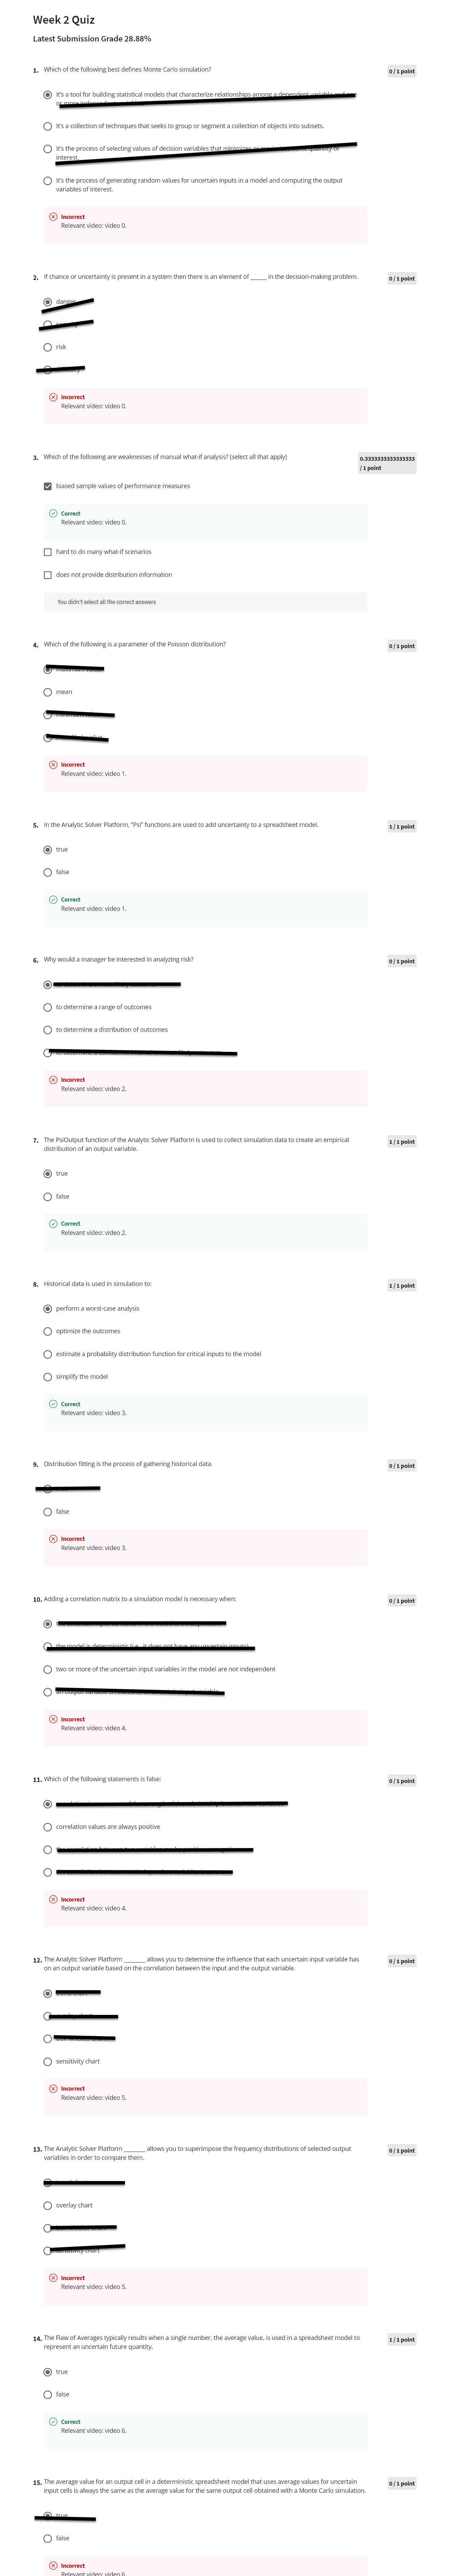 Week 2 Quiz
Latest Submission Grade 28.88%
1. Which of the following best defines Monte Carlo simulation?
0 / 1 point
It's a tool for building statistical models that characterize relationships among a dependent variable and one
or more
It's a collection of techniques that seeks to group or segment a collection of objects into subsets.
It's the process of selecting values of decision variables that minimizes or quantity of
interest.
It's the process of generating random values for uncertain inputs in a model and computing the output
variables of interest.
Incorrect
Relevant video: video 0.
2. If chance or uncertainty is present in a system then there is an element of _____ in the decision-making problem.
0 / 1 point
danger
risk
Incorrect
Relevant video: video 0.
3. Which of the following are weaknesses of manual what-if analysis? (select all that apply)
0.3333333333333333
/ 1 point
biased sample values of performance measures
Correct
Relevant video: video 0.
hard to do many what-if scenarios
does not provide distribution information
You didn't select all the correct answers
4. Which of the following is a parameter of the Poisson distribution?
0 / 1 point
mean
Incorrect
Relevant video: video 1.
5. In the Analytic Solver Platform, "Psi" functions are used to add uncertainty to a spreadsheet model.
1 / 1 point
true
false
Correct
Relevant video: video 1.
6. Why would a manager be interested in analyzing risk?
0 / 1 point
to determine a range of outcomes
to determine a distribution of outcomes
Incorrect
Relevant video: video 2.
7. The PsiOutput function of the Analytic Solver Platform is used to collect simulation data to create an empirical
distribution of an output variable.
1 / 1 point
true
false
Correct
Relevant video: video 2.
8. Historical data is used in simulation to:
1 / 1 point
perform a worst-case analysis
optimize the outcomes
estimate a probability distribution function for critical inputs to the model
simplify the model
Correct
Relevant video: video 3.
9. Distribution fitting is the process of gathering historical data.
0 / 1 point
false
Incorrect
Relevant video: video 3.
10. Adding a correlation matrix to a simulation model is necessary when:
0 / 1 point
the model is deterministic (i.e., it does not have any uncertain inputs)
two or more of the uncertain input variables in the model are not independent
Incorrect
Relevant video: video 4.
11. Which of the following statements is false:
0 / 1 point
correlation values are always positive
Incorrect
Relevant video: video 4.
12. The Analytic Solver Platform _______ allows you to determine the influence that each uncertain input variable has
on an output variable based on the correlation between the input and the output variable.
0 / 1 point
sensitivity chart
Incorrect
Relevant video: video 5.
13. The Analytic Solver Platform _______ allows you to superimpose the frequency distributions of selected output
variables in order to compare them.
0 / 1 point
overlay chart
sensitivity chart
Incorrect
Relevant video: video 5.
14. The Flaw of Averages typically results when a single number, the average value, is used in a spreadsheet model to
represent an uncertain future quantity.
1 / 1 point
true
false
Correct
Relevant video: video 6.
15. The average value for an output cell in a deterministic spreadsheet model that uses average values for uncertain
input cells is always the same as the average value for the same output cell obtained with a Monte Carlo simulation.
0 / 1 point
true
false
Incorrect
Relevant video: video 6.